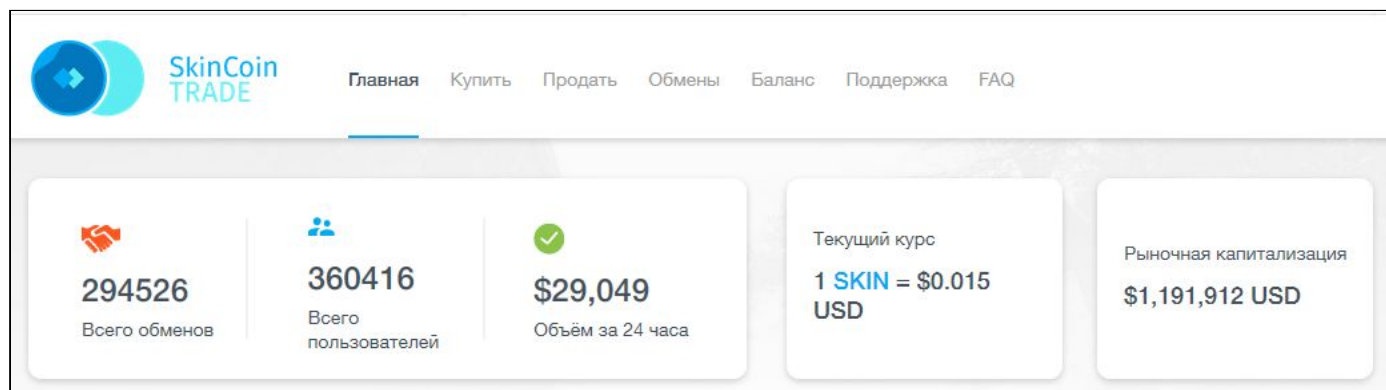 SkinCoin
TRADE
Главная Купить Продать Обмены Баланс Поддержка FAQ
294526
Всего обменов
360416
Всего
пользователей
$29,049
Объём за 24 часа
Текущий курс
1 SKIN = $0.015
USD
Рыночная капитализация
$1,191,912 USD